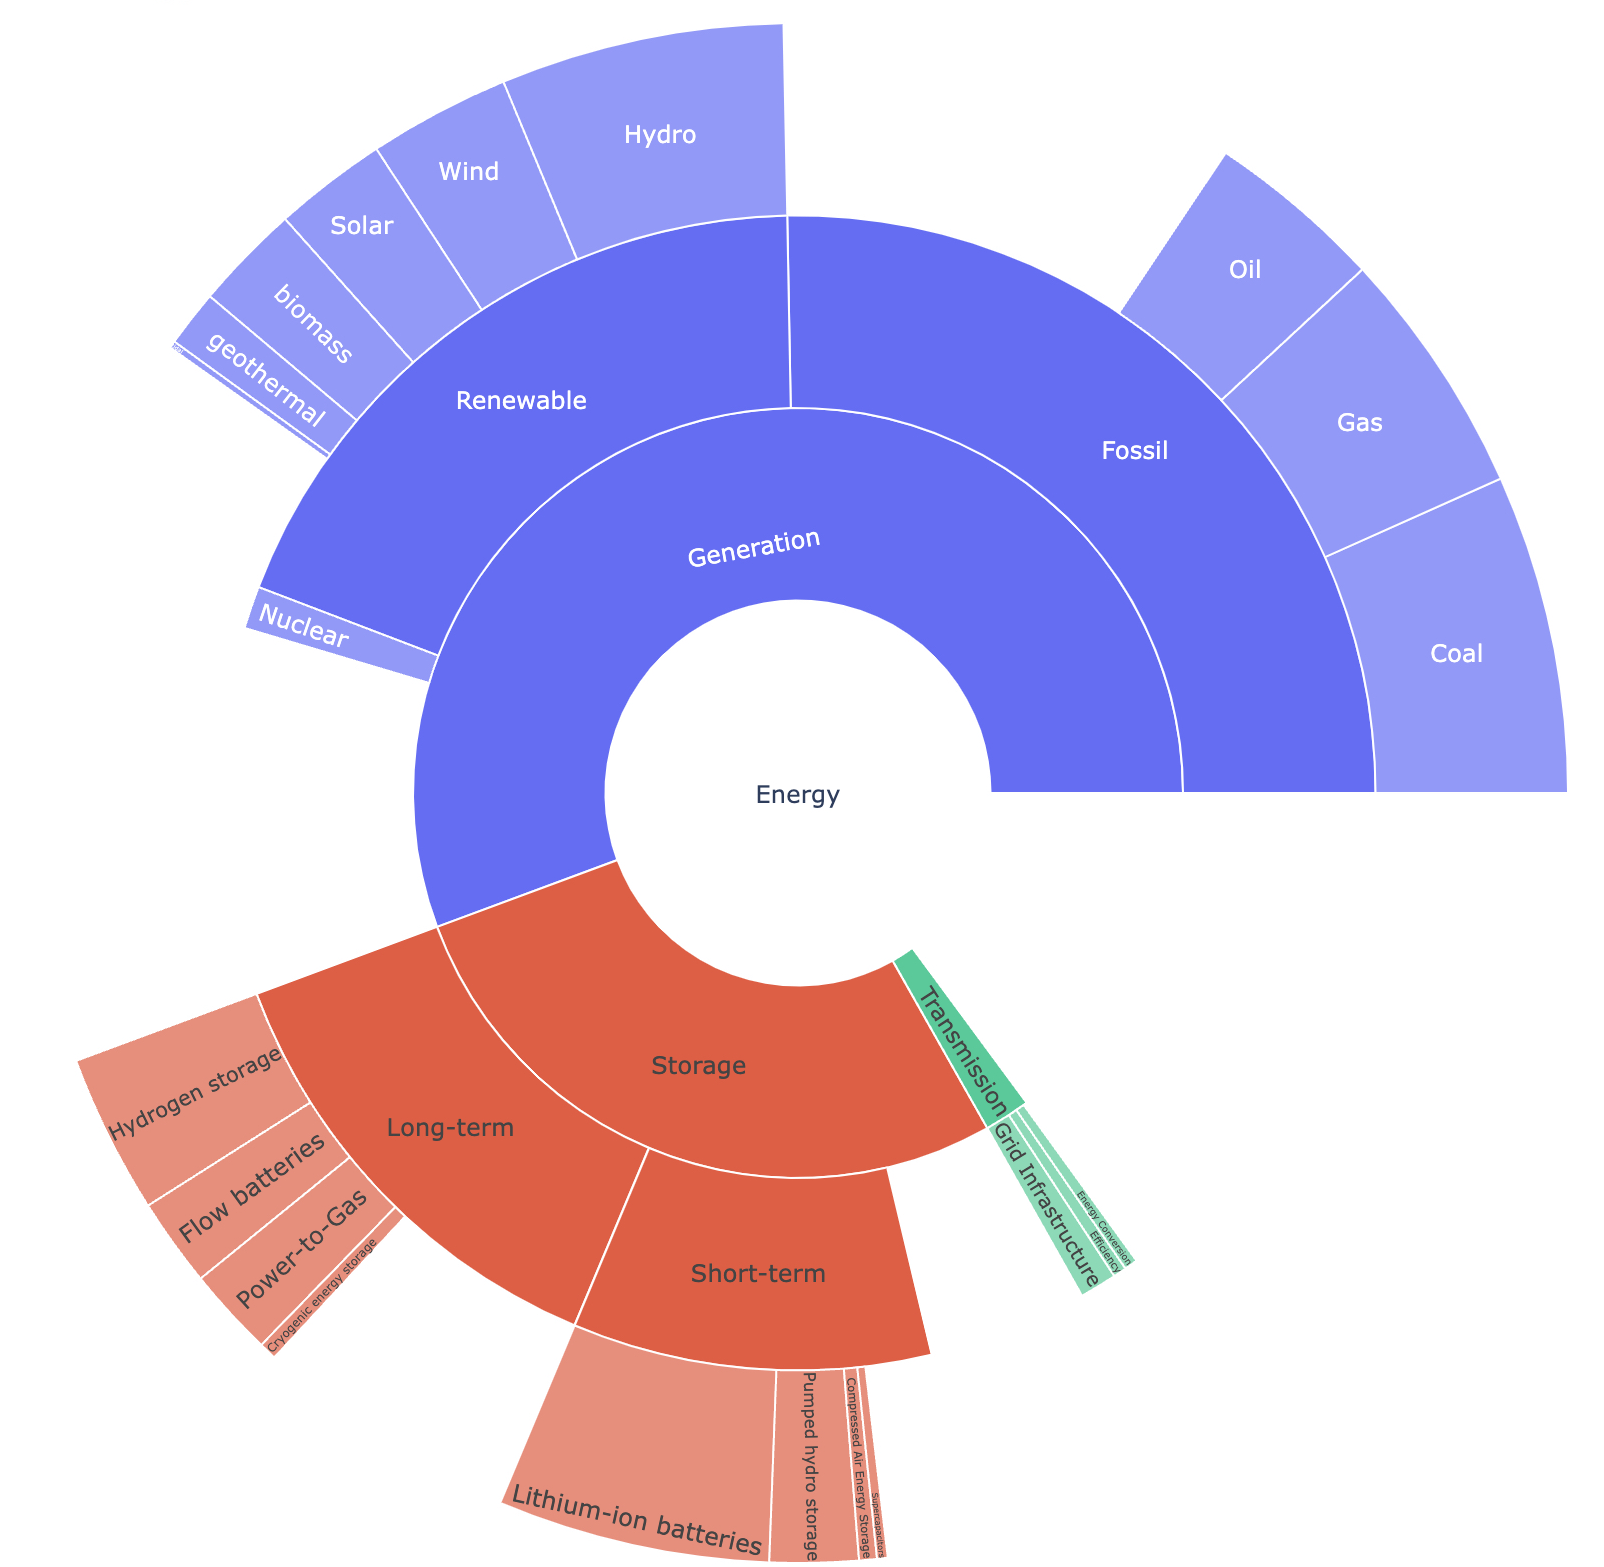 Hydro
Wind
Solar
biomass
geothermal
Oil
Gas
Coal
Renewable
Fossil
Generation
Nuclear
Energy
Storage
Transmission
Long-term
Short-term
Hydrogen storage
Flow batteries
Power-to-Gas
Cryogenic energy storage
Lithium-ion batteries
Pumped hydro storage
Compressed Air Energy Storage
Supercapacitors
Grid Infrastructure
Efficiency
Energy Conversion